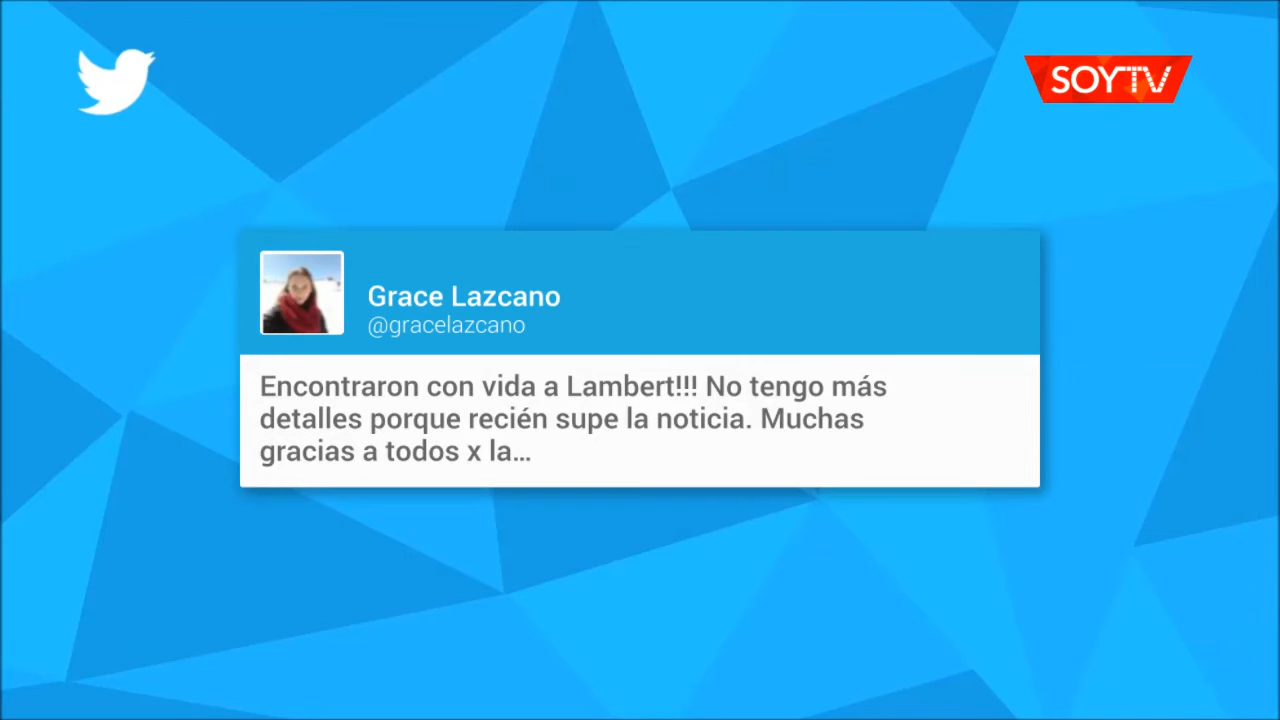 SOYTV
Grace Lazcano
@gracelazcano
Encontraron con vida a Lambert!!! No tengo más
detalles porque recién supe la noticia. Muchas
gracias a todos x la…